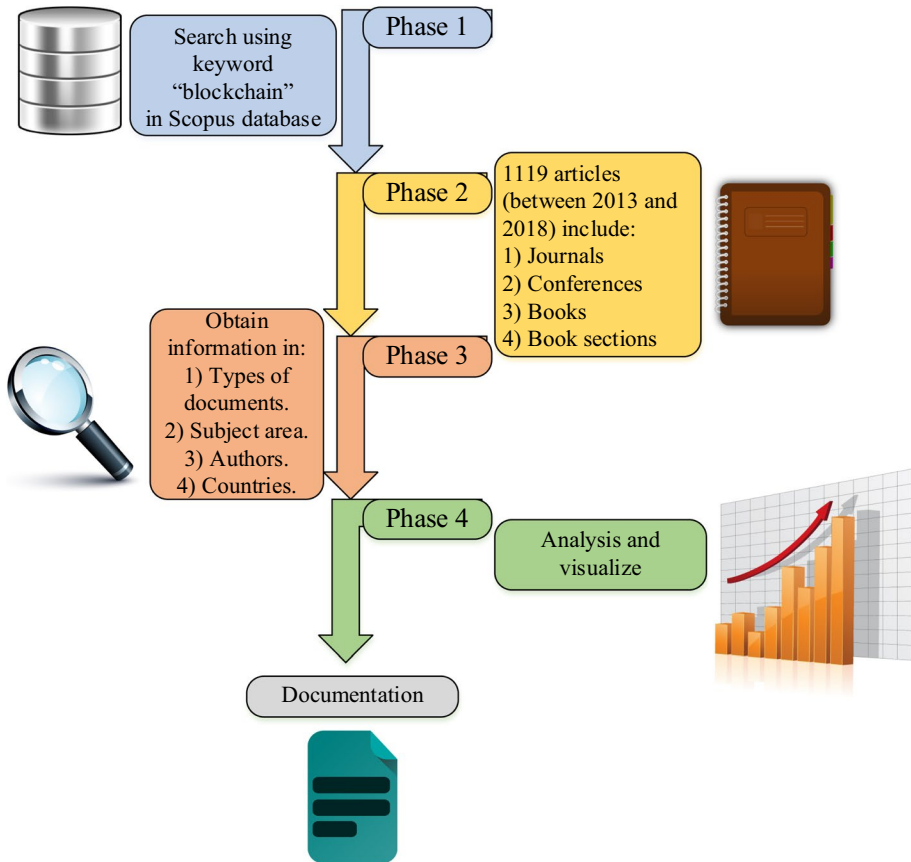 Phase 1
Search using
keyword
“blockchain”
in Scopus database
Phase 2
1119 articles
(between 2013 and
2018) include:
1) Journals
2) Conferences
3) Books
4) Book sections
Phase 3
Obtain
information in:
1) Types of
documents.
2) Subject area.
3) Authors.
4) Countries.
Phase 4
Analysis and
visualize
Documentation